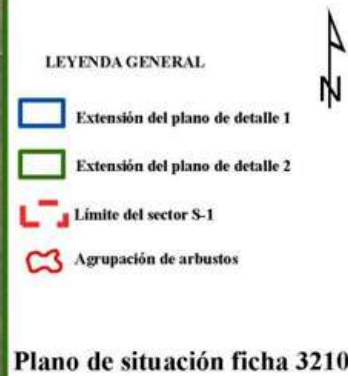 LEYENDA GENERAL
N
Extensión del plano de detalle 1
Extensión del plano de detalle 2
Límite del sector S-1
Agrupación de arbustos
Plano de situación ficha 3210